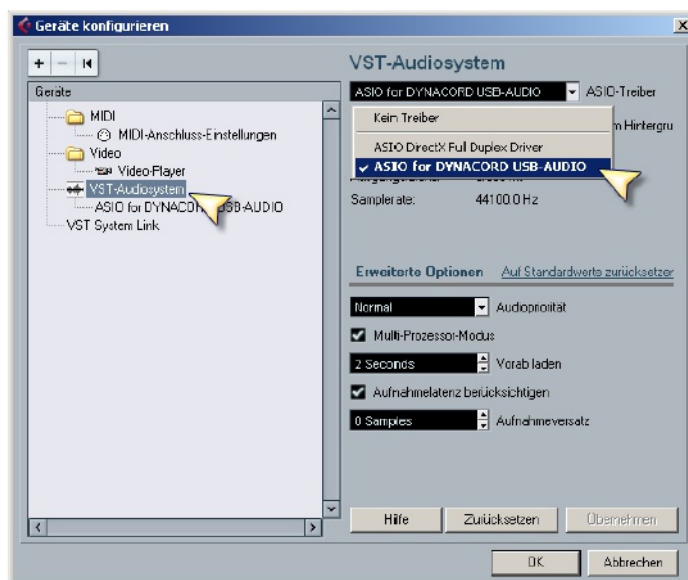 Geräte konfigurieren
Geräte
MIDI
MIDI-Anschluss-Einstellungen
Video
Video-Player
VST-Audiosystem
ASIO for DYNACORD USB-AUDIO
VST System Link
VST-Audiosystem
ASIO for DYNACORD USB-AUDIO ASIO-Treiber
Kein Treiber
m Hintergru
ASIO DirectX Full Duplex Driver
ASIO for DYNACORD USB-AUDIO
Samplerate: 44100.0 Hz
Erweiterte Optionen Auf Standardwerte zurücksetzen
Normal Audiopriorität
Multi-Prozessor-Modus
2 Seconds Vorab laden
Aufnahmelatenz berücksichtigen
0 Samples Aufnahmeversatz
Hilfe Zurücksetzen Übernehmen
OK Abbrechen